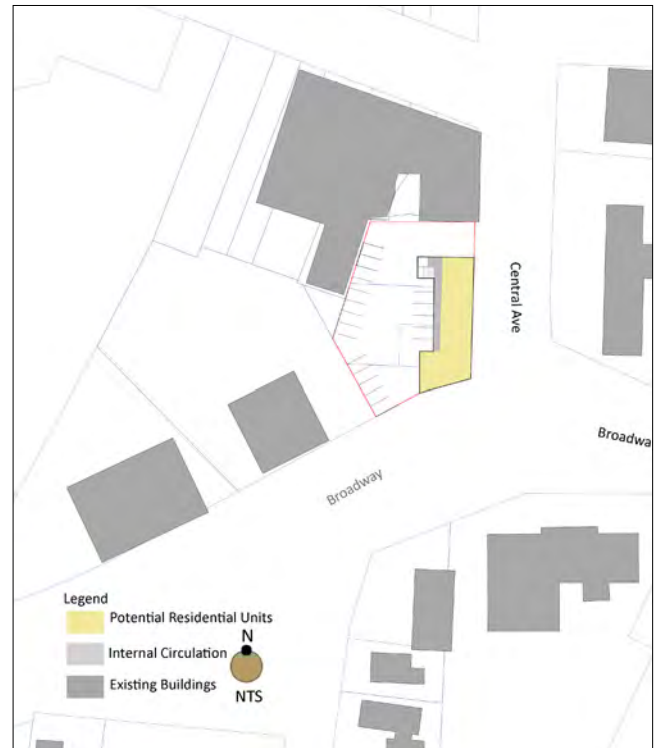 Central Ave
Broadwa
Broadway
Legend
Potential Residential Units
Internal Circulation
Existing Buildings
N
NTS